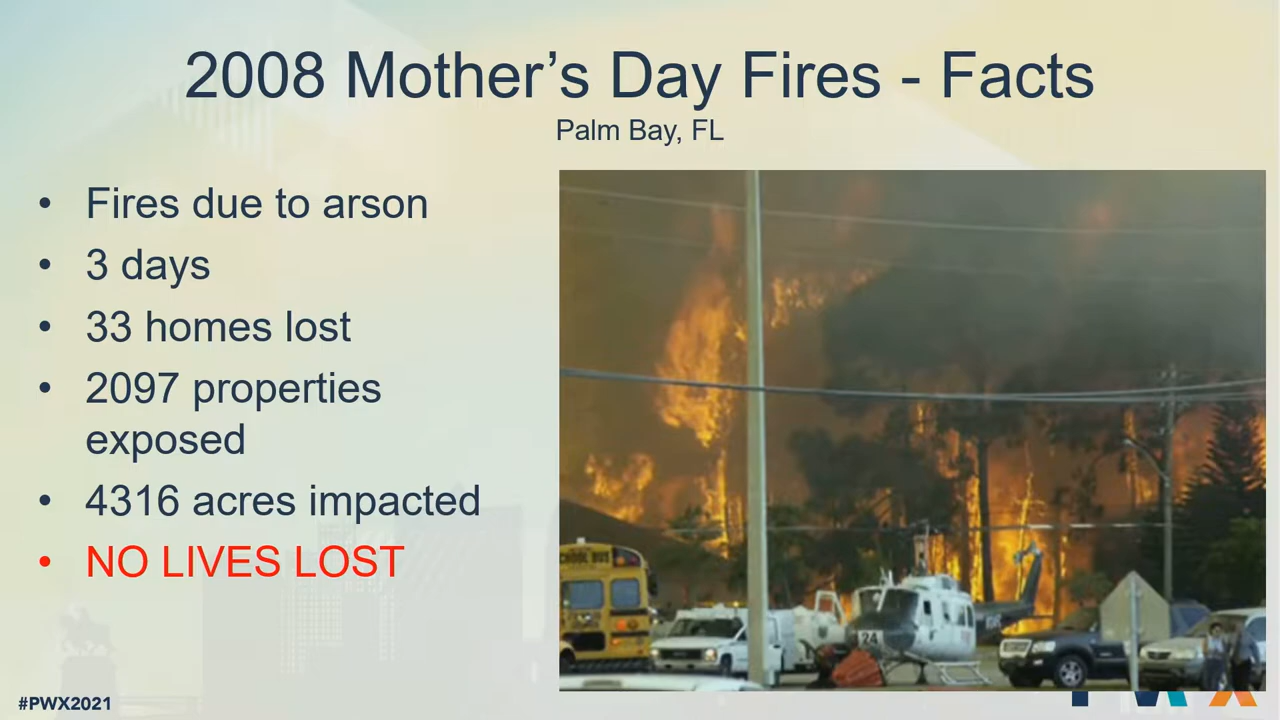 2008 Mother’s Day Fires - Facts
Palm Bay, FL
• Fires due to arson
• 3 days
• 33 homes lost
• 2097 properties
exposed
• 4316 acres impacted
• NO LIVES LOST
SCHOOL BUS
24
#PWX2021
PWX